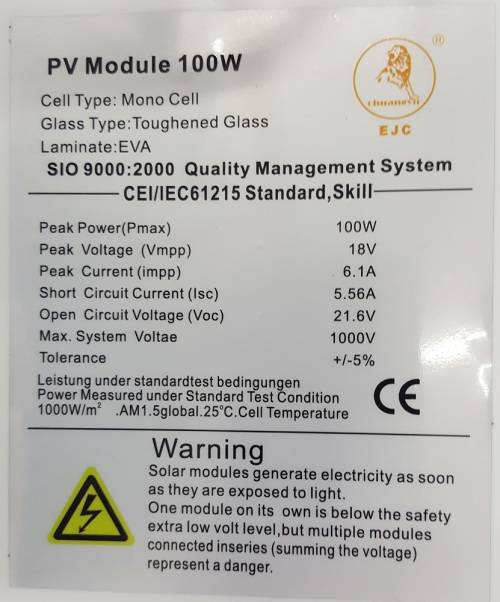 PV Module 100W
®
chuangyi
EJC
Cell Type: Mono Cell
Glass Type:Toughened Glass
Laminate:EVA
SIO 9000:2000 Quality Management System
CEI/IEC61215 Standard,Skill
Peak Power(Pmax) 100W
Peak Voltage (Vmpp) 18V
Peak Current (impp) 6.1A
Short Circuit Current (Isc) 5.56A
Open Circuit Voltage (Voc) 21.6V
Max. System Voltae 1000V
Tolerance +/-5%
Leistung under standardtest bedingungen
Power Measured under Standard Test Condition
1000W/m² .AM1.5global.25℃.Cell Temperature
CE
Warning
Solar modules generate electricity as soon
as they are exposed to light.
One module on its own is below the safety
extra low volt level,but multiple modules
connected inseries (summing the voltage)
represent a danger.